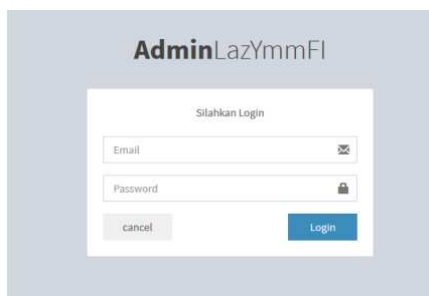 AdminLazYmmFI
Silahkan Login
Email
Password
cancel Login